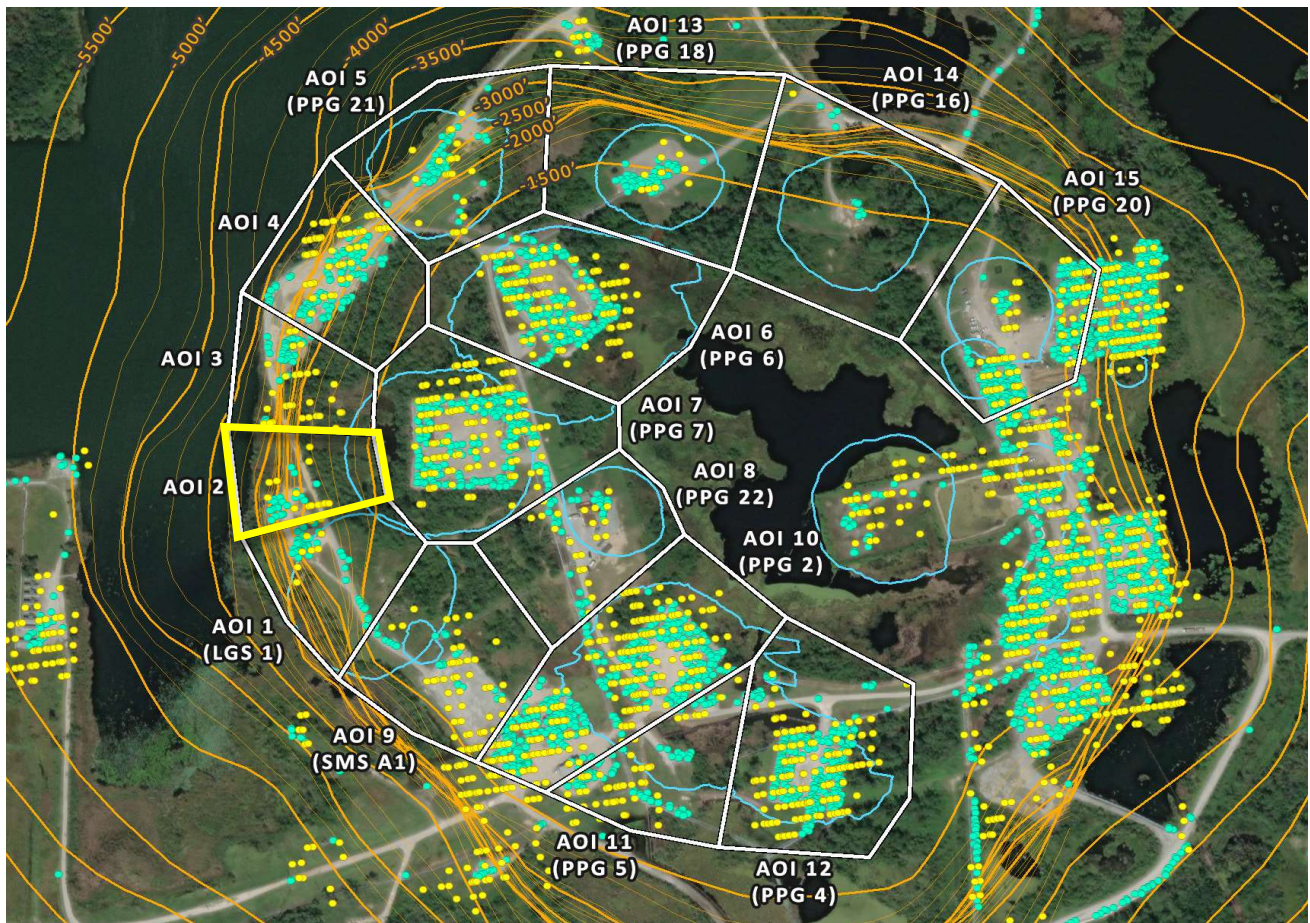 -5500'
-5000'
-4500'
-4000'
-3500'
-3000'
-2500'
-2000'
-1500'
AOI 13
(PPG 18)
AOI 14
(PPG 16)
AOI 5
(PPG 21)
AOI 15
(PPG 20)
AOI 4
AOI 3
AOI 6
(PPG 6)
AOI 7
(PPG 7)
AOI 2
AOI 8
(PPG 22)
AOI 10
(PPG 2)
AOI 1
(LGS 1)
AOI 9
(SMS A1)
AOI 11
(PPG 5)
AOI 12
(PPG 4)